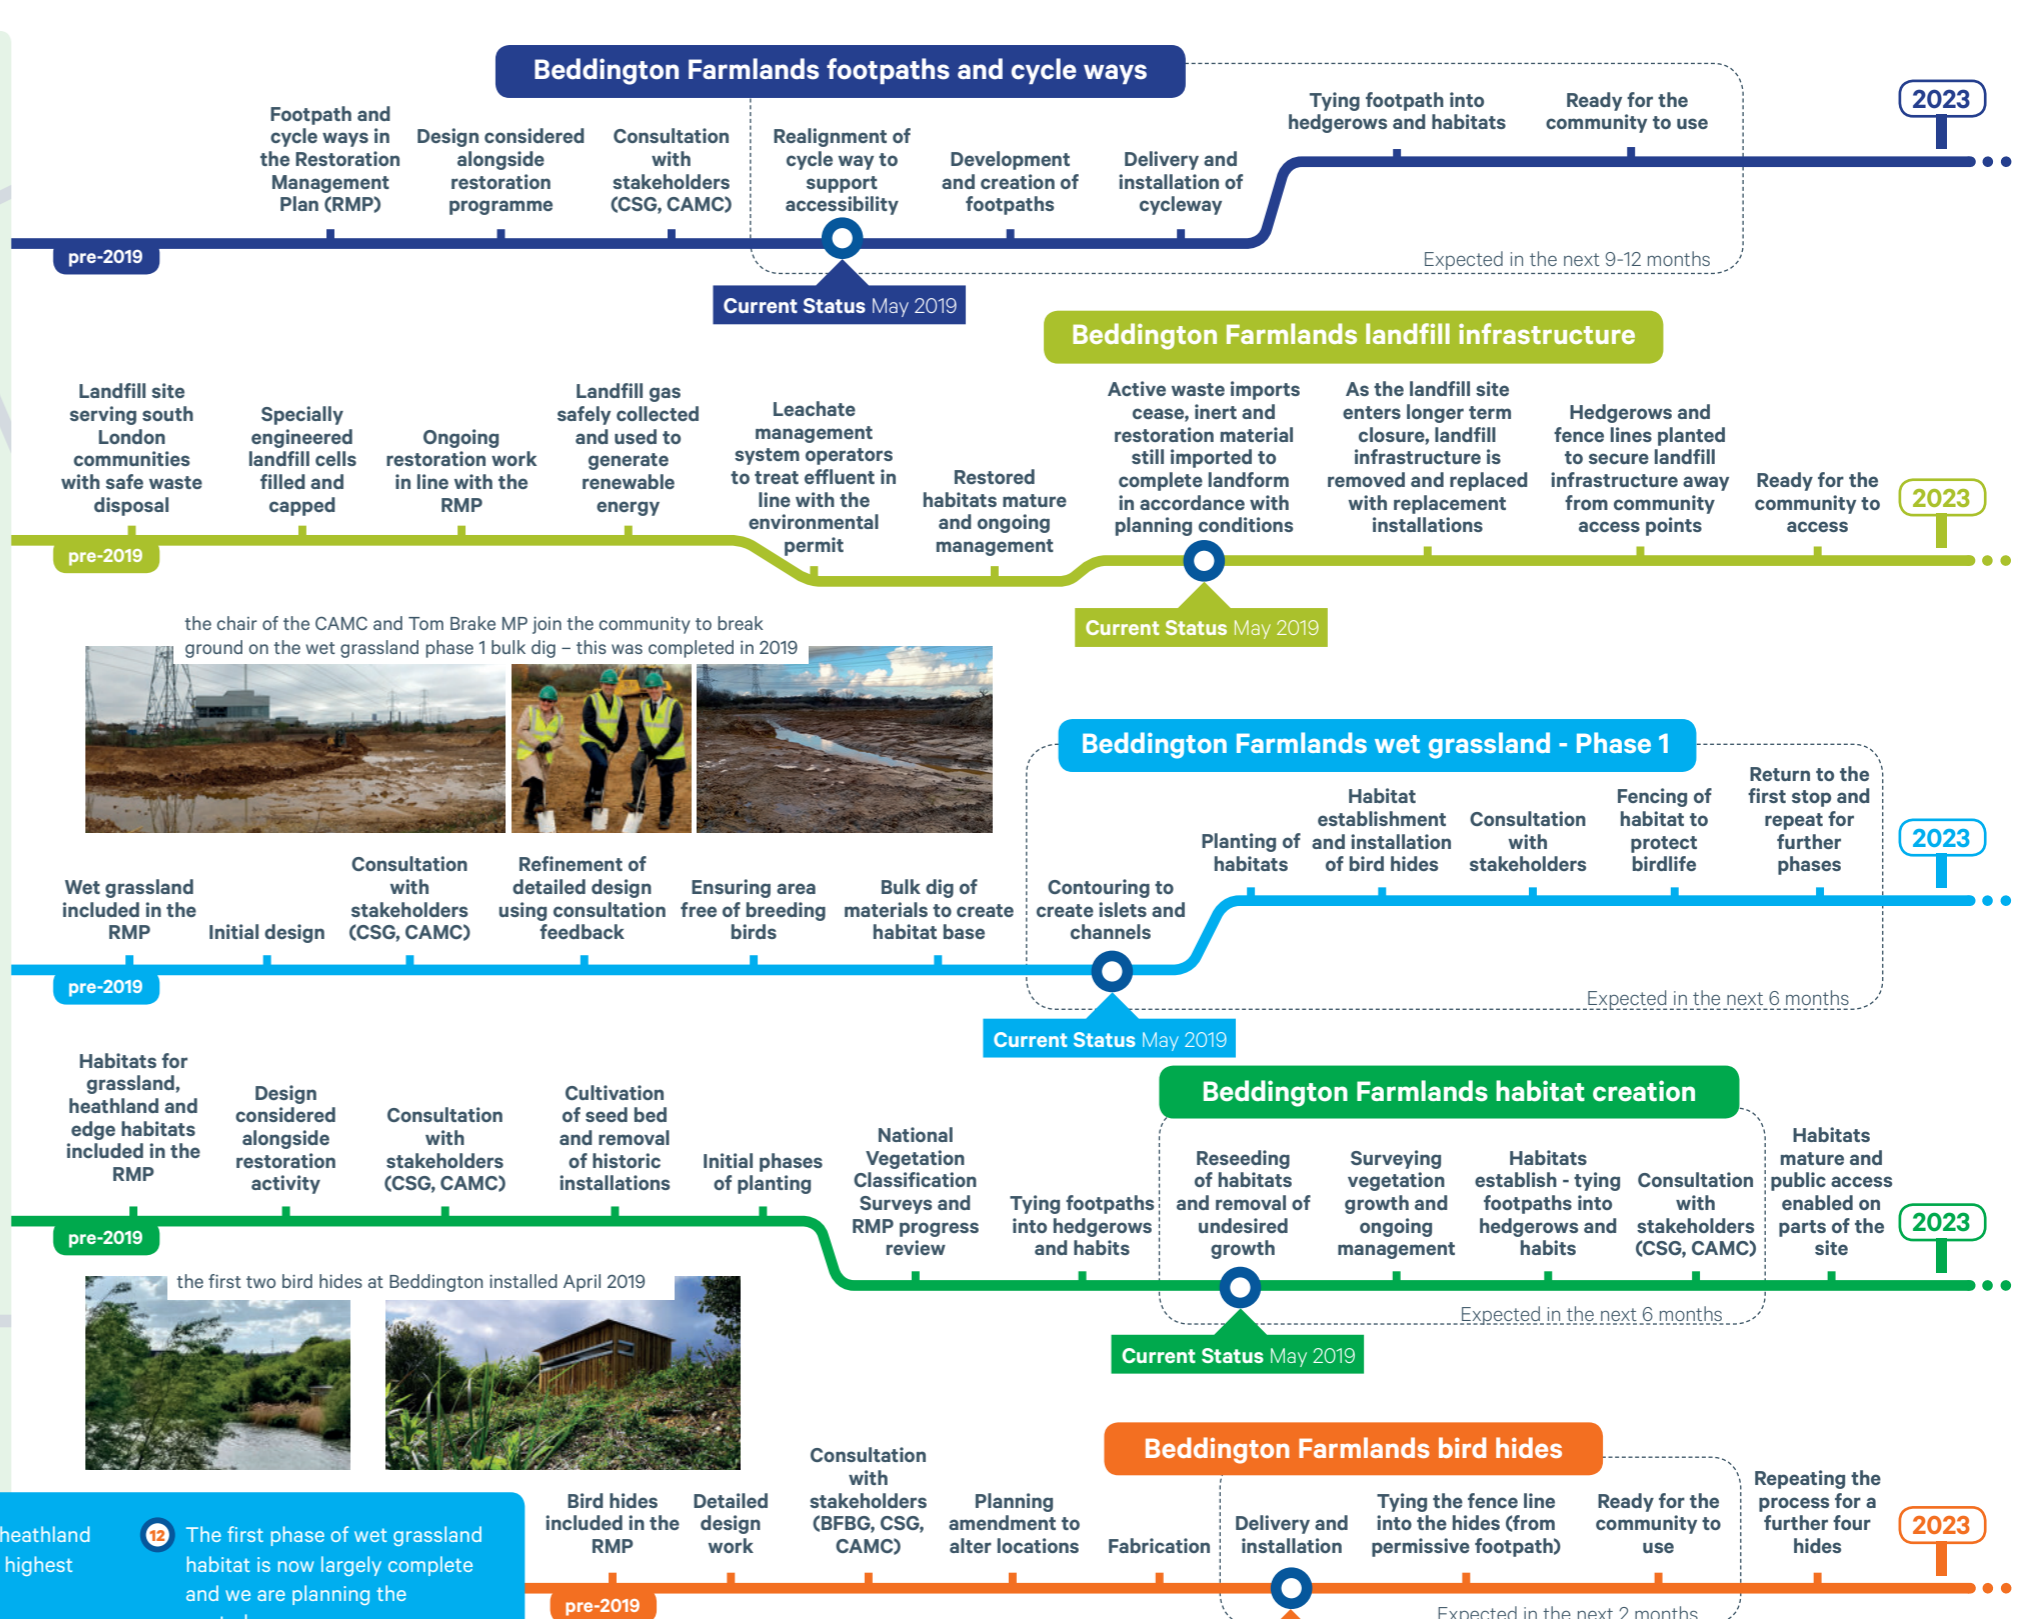 Beddington Farmlands footpaths and cycle ways
Footpath and
cycle ways in
the Restoration
Management
Plan (RMP)
Design considered
alongside
restoration
programme
Consultation
with
stakeholders
(CSG, CAMC)
Realignment of
cycle way to
support
accessibility
Development
and creation of
footpaths
Delivery and
installation of
cycleway
Tying footpath into
hedgerows and habitats
Ready for the
community to use
2023
pre-2019
Expected in the next 9-12 months
Current Status May 2019
Beddington Farmlands landfill infrastructure
Landfill site
serving south
London
communities
with safe waste
disposal
Specially
engineered
landfill cells
filled and
capped
Ongoing
restoration work
in line with the
RMP
Landfill gas
safely collected
and used to
generate
renewable
energy
Leachate
management
system operators
to treat effluent in
line with the
environmental
permit
Restored
habitats mature
and ongoing
management
Active waste imports
cease, inert and
restoration material
still imported to
complete landform
in accordance with
planning conditions
As the landfill site
enters longer term
closure, landfill
infrastructure is
removed and replaced
with replacement
installations
Hedgerows and
fence lines planted
to secure landfill
infrastructure away
from community
access points
Ready for the
community to
access
2023
pre-2019
Current Status May 2019
the chair of the CAMC and Tom Brake MP join the community to break
ground on the wet grassland phase 1 bulk dig – this was completed in 2019
Beddington Farmlands wet grassland - Phase 1
Wet grassland
included in the
RMP
Initial design
Consultation
with
stakeholders
(CSG, CAMC)
Refinement of
detailed design
using consultation
feedback
Ensuring area
free of breeding
birds
Bulk dig of
materials to create
habitat base
Contouring to
create islets and
channels
Planting of
habitats
Habitat
establishment
and installation
of bird hides
Consultation
with
stakeholders
Fencing of
habitat to
protect
birdlife
Return to the
first stop and
repeat for
further
phases
2023
pre-2019
Expected in the next 6 months
Current Status May 2019
Beddington Farmlands habitat creation
Habitats for
grassland,
heathland and
edge habitats
included in the
RMP
Design
considered
alongside
restoration
activity
Consultation
with
stakeholders
(CSG, CAMC)
Cultivation
of seed bed
and removal
of historic
installations
Initial phases
of planting
National
Vegetation
Classification
Surveys and
RMP progress
review
Tying footpaths
into hedgerows
and habits
Reseeding
of habitats
and removal of
undesired
growth
Surveying
vegetation
growth and
ongoing
management
Habitats
establish - tying
footpaths into
hedgerows and
habits
Consultation
with
stakeholders
(CSG, CAMC)
Habitats
mature and
public access
enabled on
parts of the
site
2023
pre-2019
Expected in the next 6 months
Current Status May 2019
the first two bird hides at Beddington installed April 2019
Beddington Farmlands bird hides
Bird hides
included in the
RMP
Detailed
design
work
Consultation
with
stakeholders
(BFBG, CSG,
CAMC)
Planning
amendment to
alter locations
Fabrication
Delivery and
installation
Tying the fence line
into the hides (from
permissive footpath)
Ready for the
community to
use
Repeating the
process for a
further four
hides
2023
pre-2019
Expected in the next 2 months
heathland
highest
12
The first phase of wet grassland
habitat is now largely complete
and we are planning the